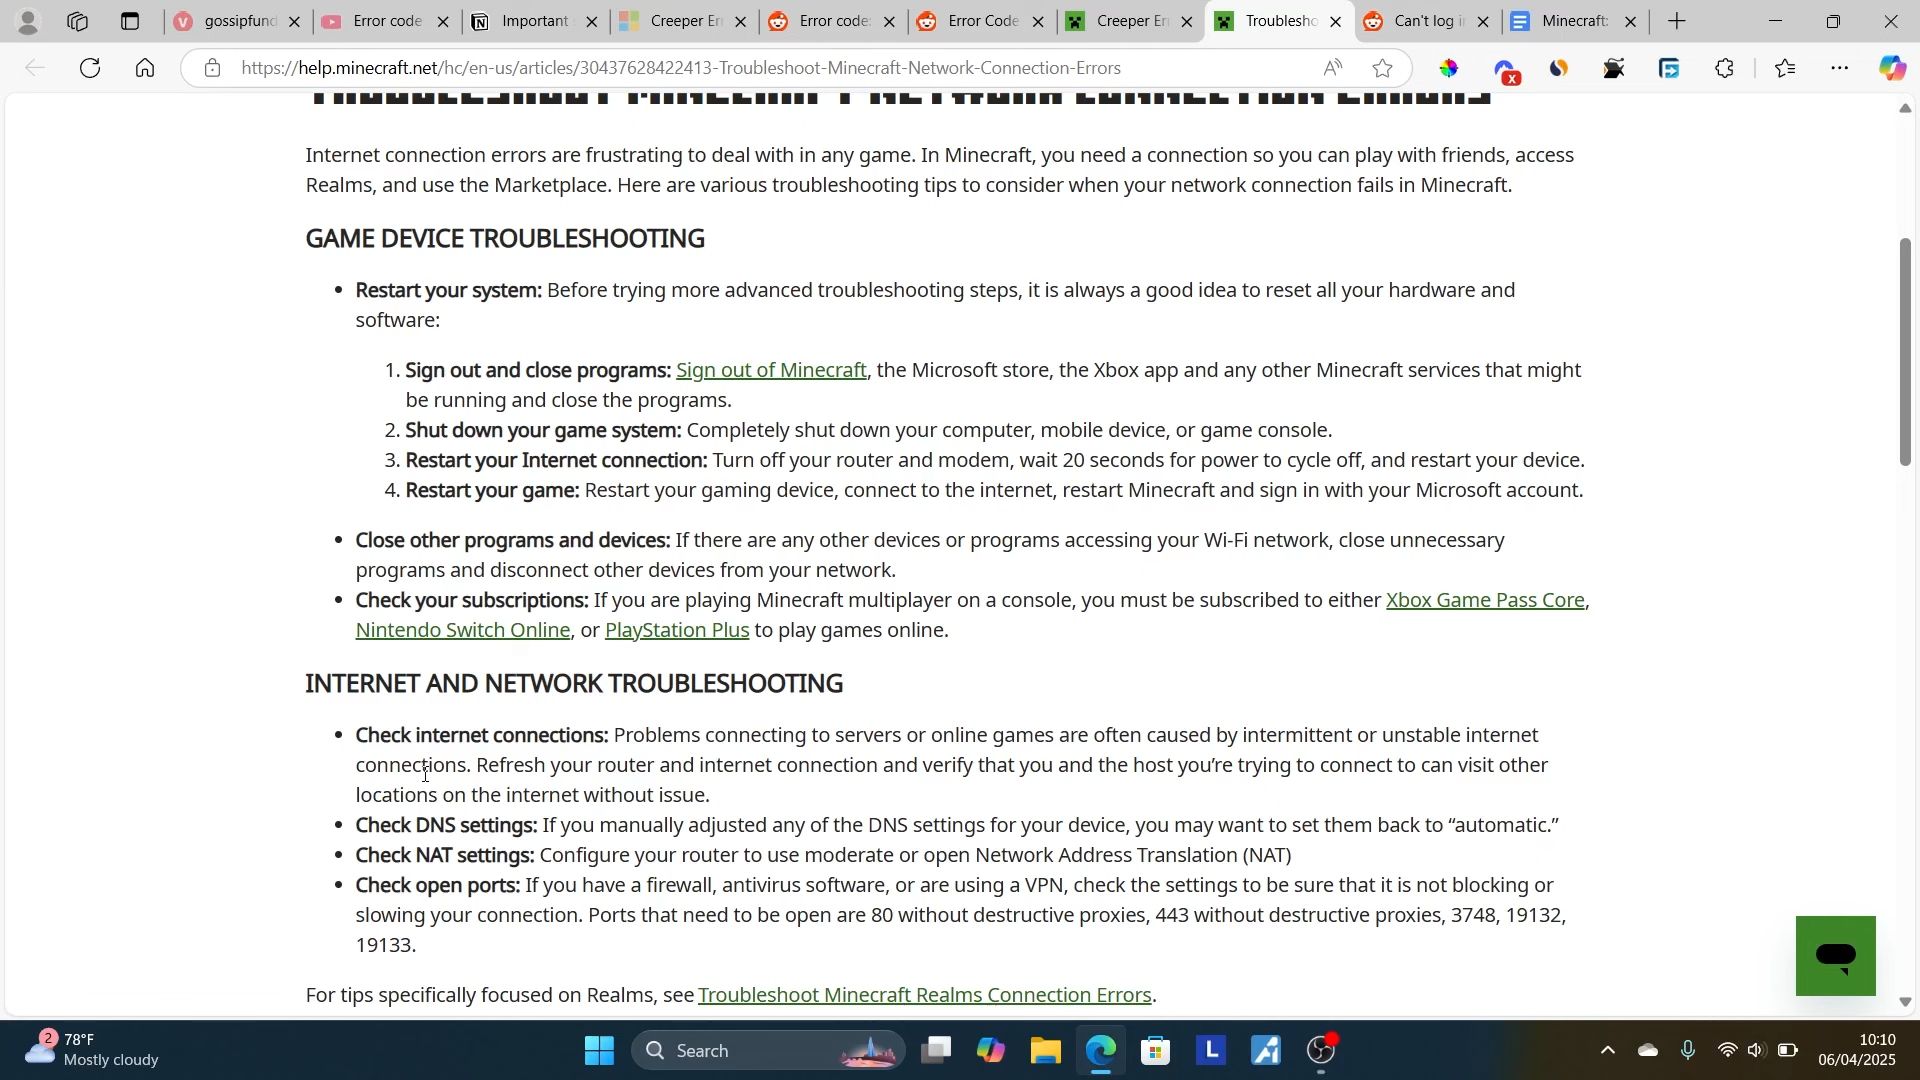 gossipfund
Error code
Important
Creeper Er
Error code:
Error Code
Creeper Er
Troublesho
Can't log i
Minecraft:
https://help.minecraft.net/hc/en-us/articles/30437628422413-Troubleshoot-Minecraft-Network-Connection-Errors
Internet connection errors are frustrating to deal with in any game. In Minecraft, you need a connection so you can play with friends, access
Realms, and use the Marketplace. Here are various troubleshooting tips to consider when your network connection fails in Minecraft.
GAME DEVICE TROUBLESHOOTING
• Restart your system: Before trying more advanced troubleshooting steps, it is always a good idea to reset all your hardware and
software:
1. Sign out and close programs: Sign out of Minecraft, the Microsoft store, the Xbox app and any other Minecraft services that might
be running and close the programs.
2. Shut down your game system: Completely shut down your computer, mobile device, or game console.
3. Restart your Internet connection: Turn off your router and modem, wait 20 seconds for power to cycle off, and restart your device.
4. Restart your game: Restart your gaming device, connect to the internet, restart Minecraft and sign in with your Microsoft account.
• Close other programs and devices: If there are any other devices or programs accessing your Wi-Fi network, close unnecessary
programs and disconnect other devices from your network.
• Check your subscriptions: If you are playing Minecraft multiplayer on a console, you must be subscribed to either Xbox Game Pass Core,
Nintendo Switch Online, or PlayStation Plus to play games online.
INTERNET AND NETWORK TROUBLESHOOTING
• Check internet connections: Problems connecting to servers or online games are often caused by intermittent or unstable internet
connections. Refresh your router and internet connection and verify that you and the host you’re trying to connect to can visit other
locations on the internet without issue.
• Check DNS settings: If you manually adjusted any of the DNS settings for your device, you may want to set them back to “automatic.”
• Check NAT settings: Configure your router to use moderate or open Network Address Translation (NAT)
• Check open ports: If you have a firewall, antivirus software, or are using a VPN, check the settings to be sure that it is not blocking or
slowing your connection. Ports that need to be open are 80 without destructive proxies, 443 without destructive proxies, 3748, 19132,
19133.
For tips specifically focused on Realms, see Troubleshoot Minecraft Realms Connection Errors.
2
78°F
Mostly cloudy
Search
10:10
06/04/2025